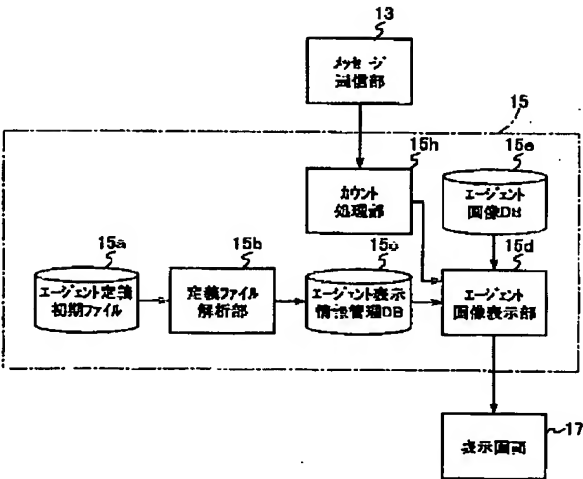 13
メッセージ
通信部
15
15h
カウント
処理部
15e
エージェント
画像DB
15a
エージェント定義
初期ファイル
15b
定義ファイル
解析部
15c
エージェント表示
情報管理DB
15d
エージェント
画像表示部
表示画面
17